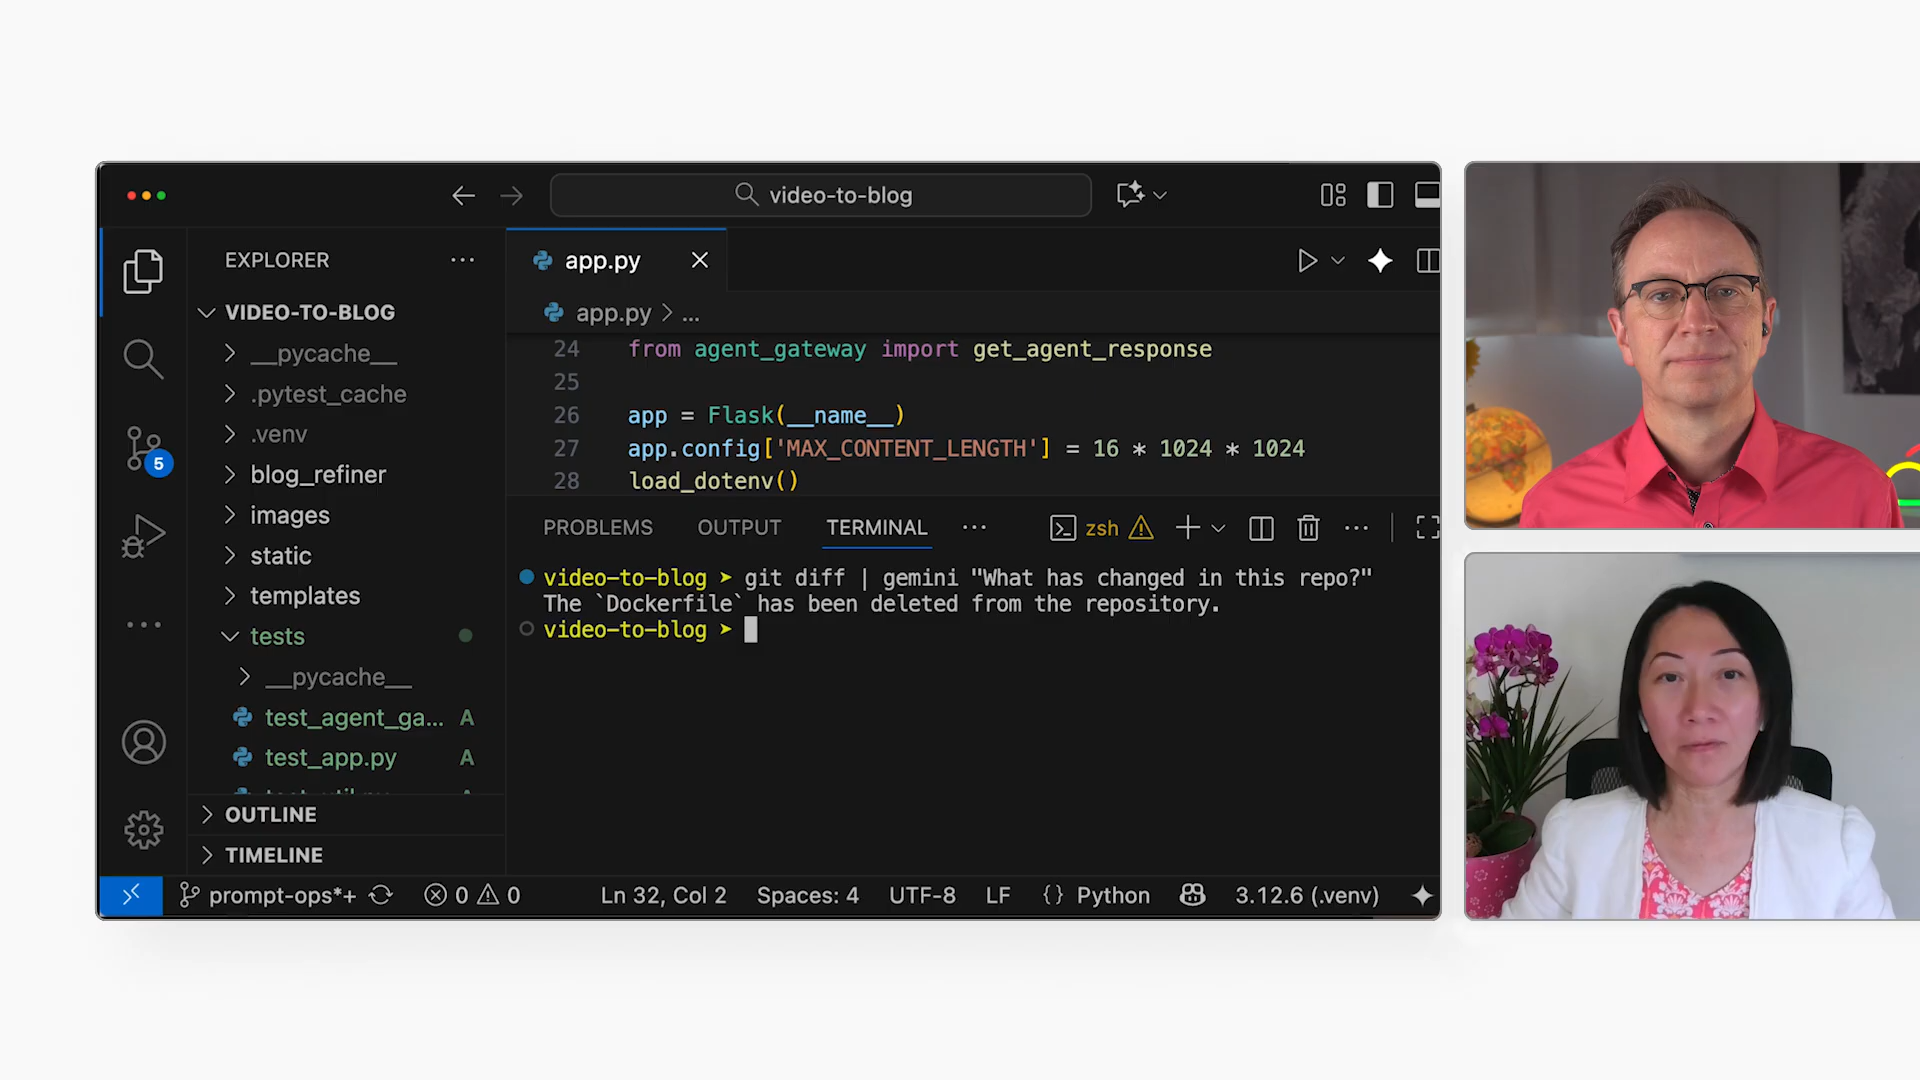 video-to-blog
EXPLORER
VIDEO-TO-BLOG
__pycache__
.pytest_cache
.venv
blog_refiner
images
static
templates
tests
__pycache__
test_agent_ga... A
test_app.py A
OUTLINE
TIMELINE
5
app.py
app.py > ...
24 from agent_gateway import get_agent_response
25
26 app = Flask(__name__)
27 app.config['MAX_CONTENT_LENGTH'] = 16 * 1024 * 1024
28 load_dotenv()
PROBLEMS OUTPUT TERMINAL ... zsh
video-to-blog ➤ git diff | gemini "What has changed in this repo?"
The `Dockerfile` has been deleted from the repository.
video-to-blog ➤
prompt-ops*+ 0 0 Ln 32, Col 2 Spaces: 4 UTF-8 LF {} Python 3.12.6 (.venv)